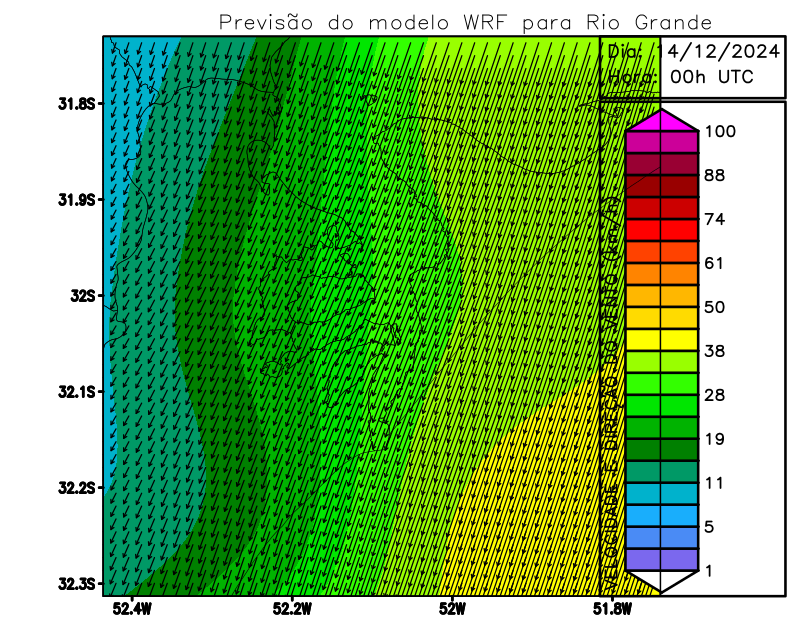 Previsão do modelo WRF para Rio Grande
Dia: 14/12/2024
Hora: 00h UTC
31.8S
31.9S
32S
32.1S
32.2S
32.3S
52.4W
52.2W
52W
51.8W
VELOCIDADE E DIREÇÃO DO VENTO (km/h)
100
88
74
61
50
38
28
19
11
5
1